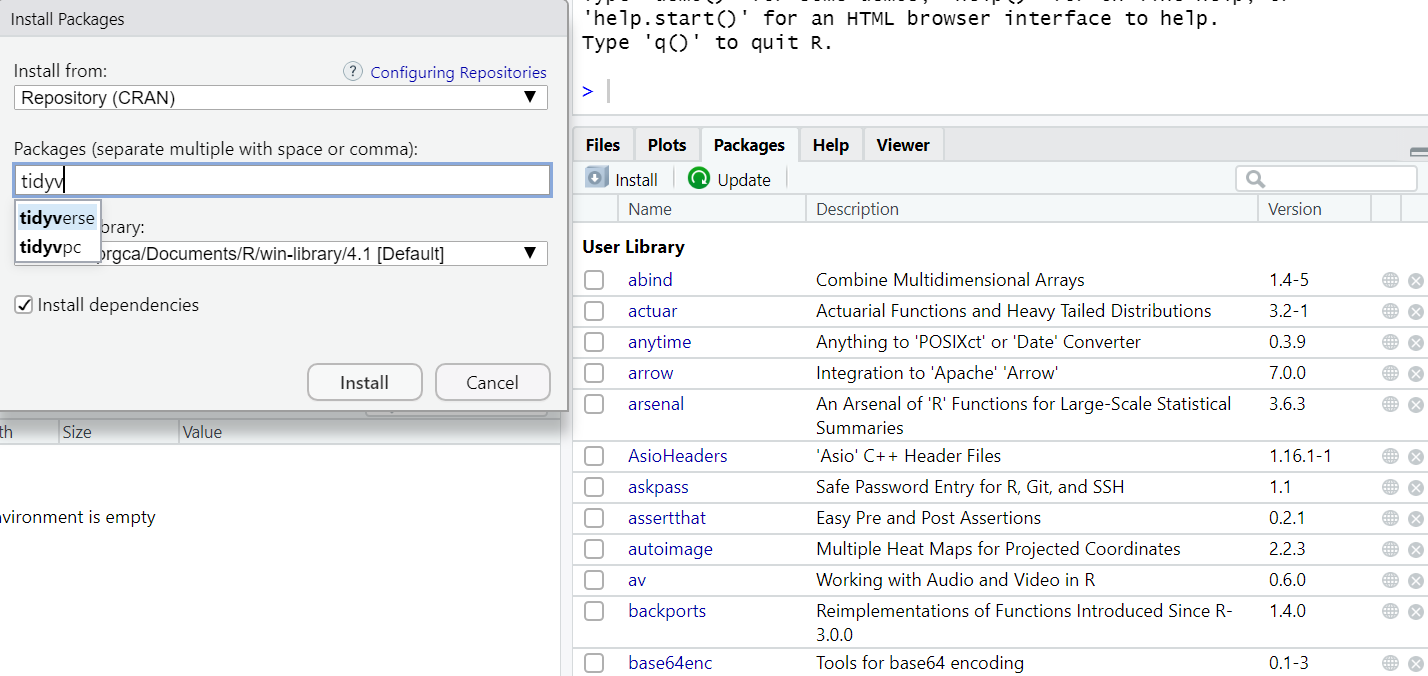 Install Packages
Install from:
Configuring Repositories
Repository (CRAN)
Packages (separate multiple with space or comma):
tidyv
tidyverse
tidyvpc
brary:
rgca/Documents/R/win-library/4.1 [Default]
Install dependencies
Install Cancel
th Size Value
nvironment is empty
'help.start()' for an HTML browser interface to help.
Type 'q()' to quit R.
>
Files Plots Packages Help Viewer
Install Update
Name Description Version
User Library
abind Combine Multidimensional Arrays 1.4-5
actuar Actuarial Functions and Heavy Tailed Distributions 3.2-1
anytime Anything to 'POSIXct' or 'Date' Converter 0.3.9
arrow Integration to 'Apache' 'Arrow' 7.0.0
arsenal An Arsenal of 'R' Functions for Large-Scale Statistical 3.6.3
Summaries
AsioHeaders 'Asio' C++ Header Files 1.16.1-1
askpass Safe Password Entry for R, Git, and SSH 1.1
assertthat Easy Pre and Post Assertions 0.2.1
autoimage Multiple Heat Maps for Projected Coordinates 2.2.3
av Working with Audio and Video in R 0.6.0
backports Reimplementations of Functions Introduced Since R- 1.4.0
3.0.0
base64enc Tools for base64 encoding 0.1-3